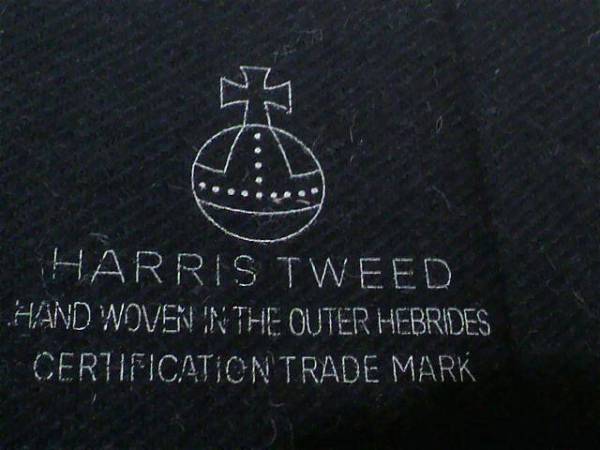 HARRIS TWEED
HAND WOVEN IN THE OUTER HEBRIDES
CERTIFICATION TRADE MARK